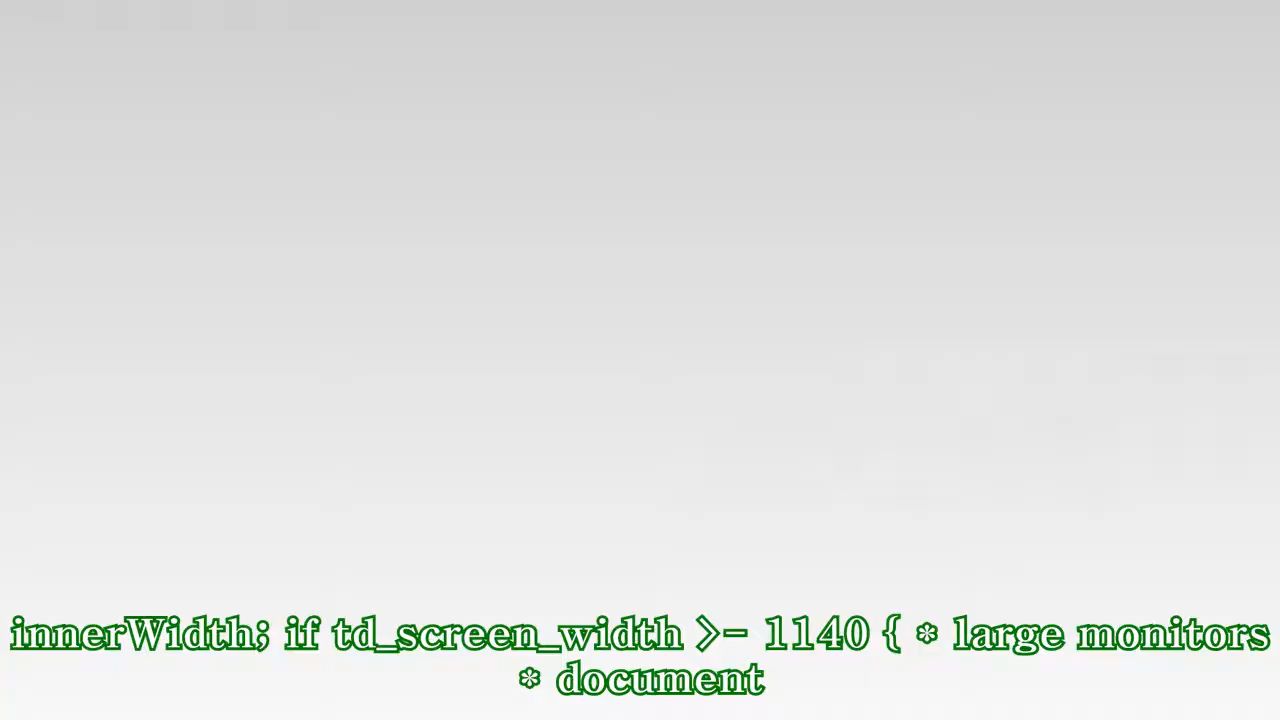 innerWidth; if td_screen_width >- 1140 { * large monitors
* document